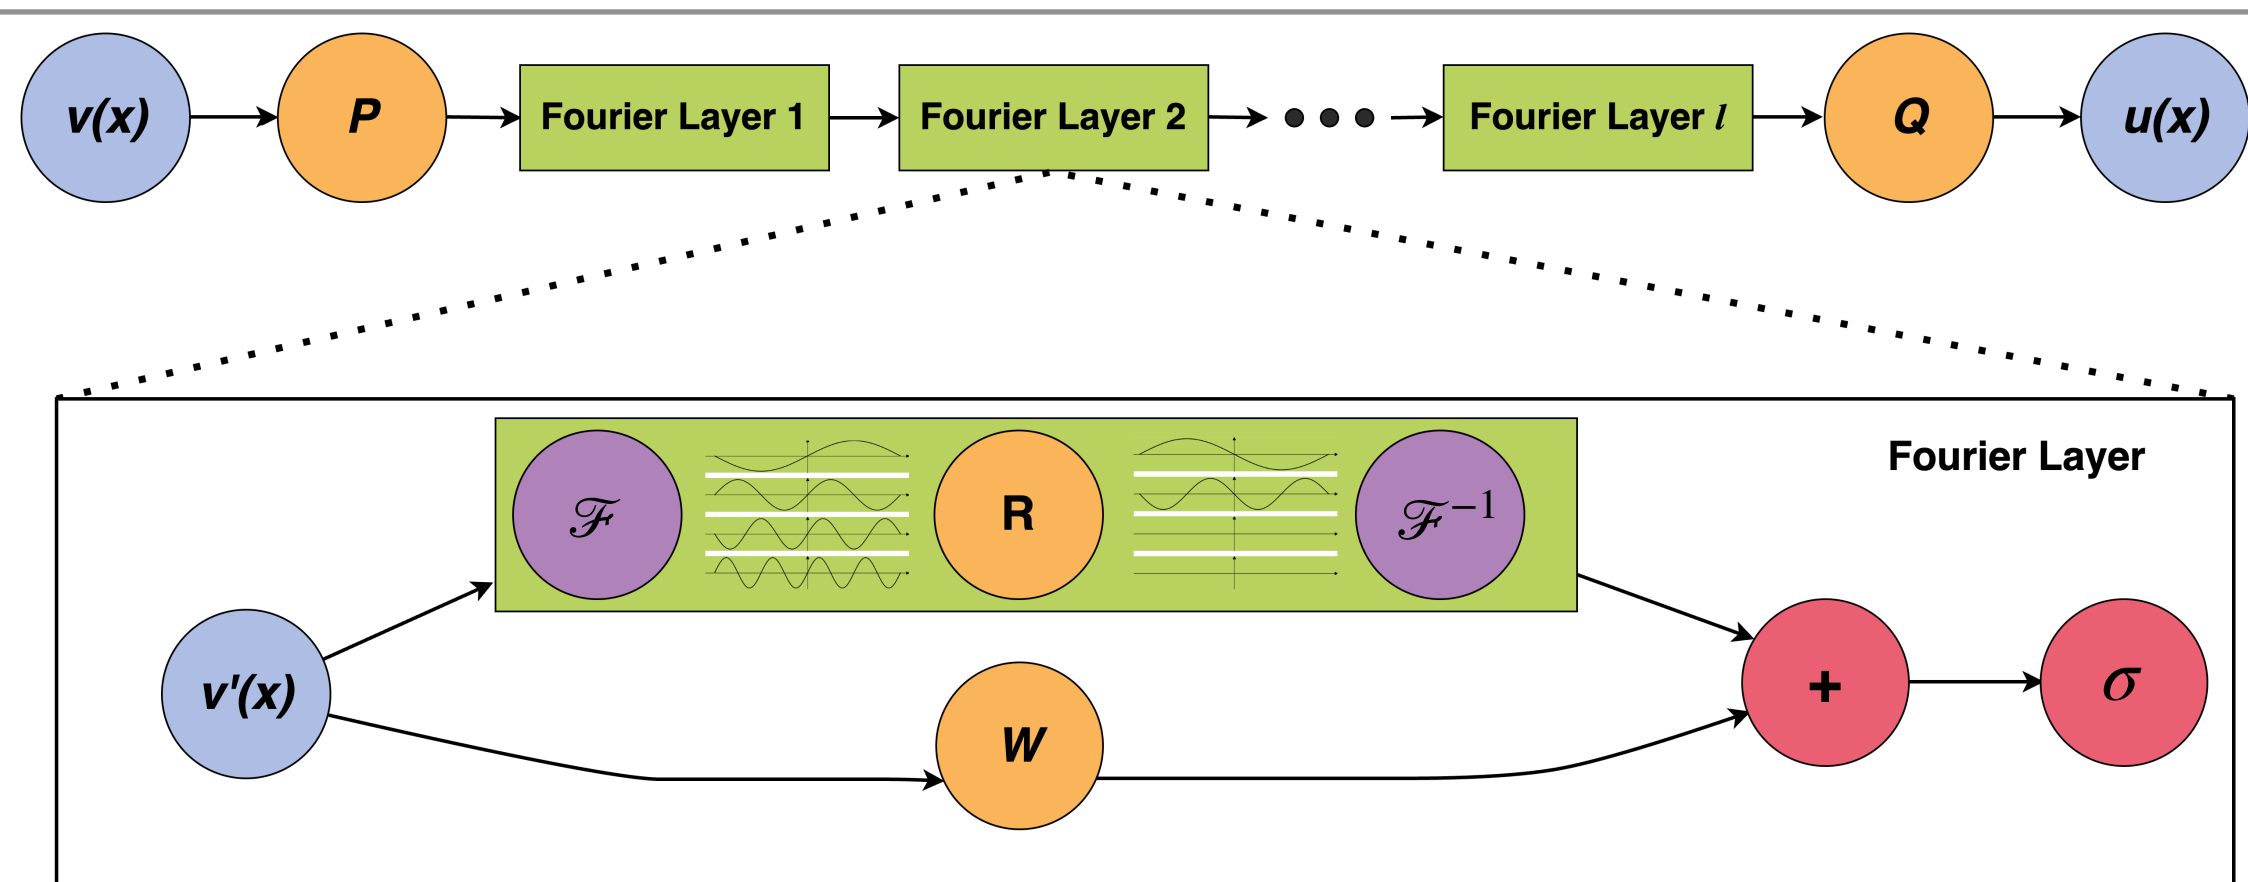 v(x) P Fourier Layer 1 Fourier Layer 2 Fourier Layer l Q u(x)
Fourier Layer
ℱ R ℱ⁻¹
v'(x) W + σ